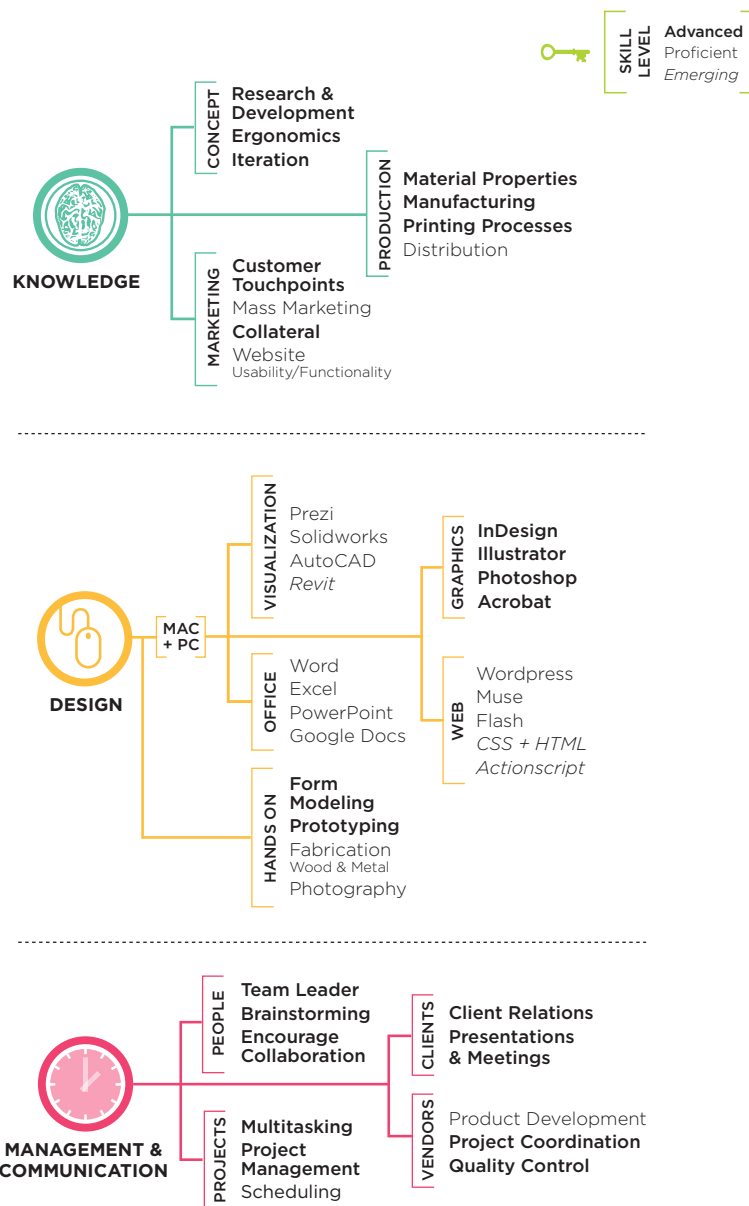 SKILL
LEVEL
Advanced
Proficient
Emerging
KNOWLEDGE
CONCEPT
Research &
Development
Ergonomics
Iteration
PRODUCTION
Material Properties
Manufacturing
Printing Processes
Distribution
MARKETING
Customer
Touchpoints
Mass Marketing
Collateral
Website
Usability/Functionality
DESIGN
MAC
+ PC
VISUALIZATION
Prezi
Solidworks
AutoCAD
Revit
GRAPHICS
InDesign
Illustrator
Photoshop
Acrobat
OFFICE
Word
Excel
PowerPoint
Google Docs
WEB
Wordpress
Muse
Flash
CSS + HTML
Actionscript
HANDS ON
Form
Modeling
Prototyping
Fabrication
Wood & Metal
Photography
MANAGEMENT &
COMMUNICATION
PEOPLE
Team Leader
Brainstorming
Encourage
Collaboration
CLIENTS
Client Relations
Presentations
& Meetings
PROJECTS
Multitasking
Project
Management
Scheduling
VENDORS
Product Development
Project Coordination
Quality Control